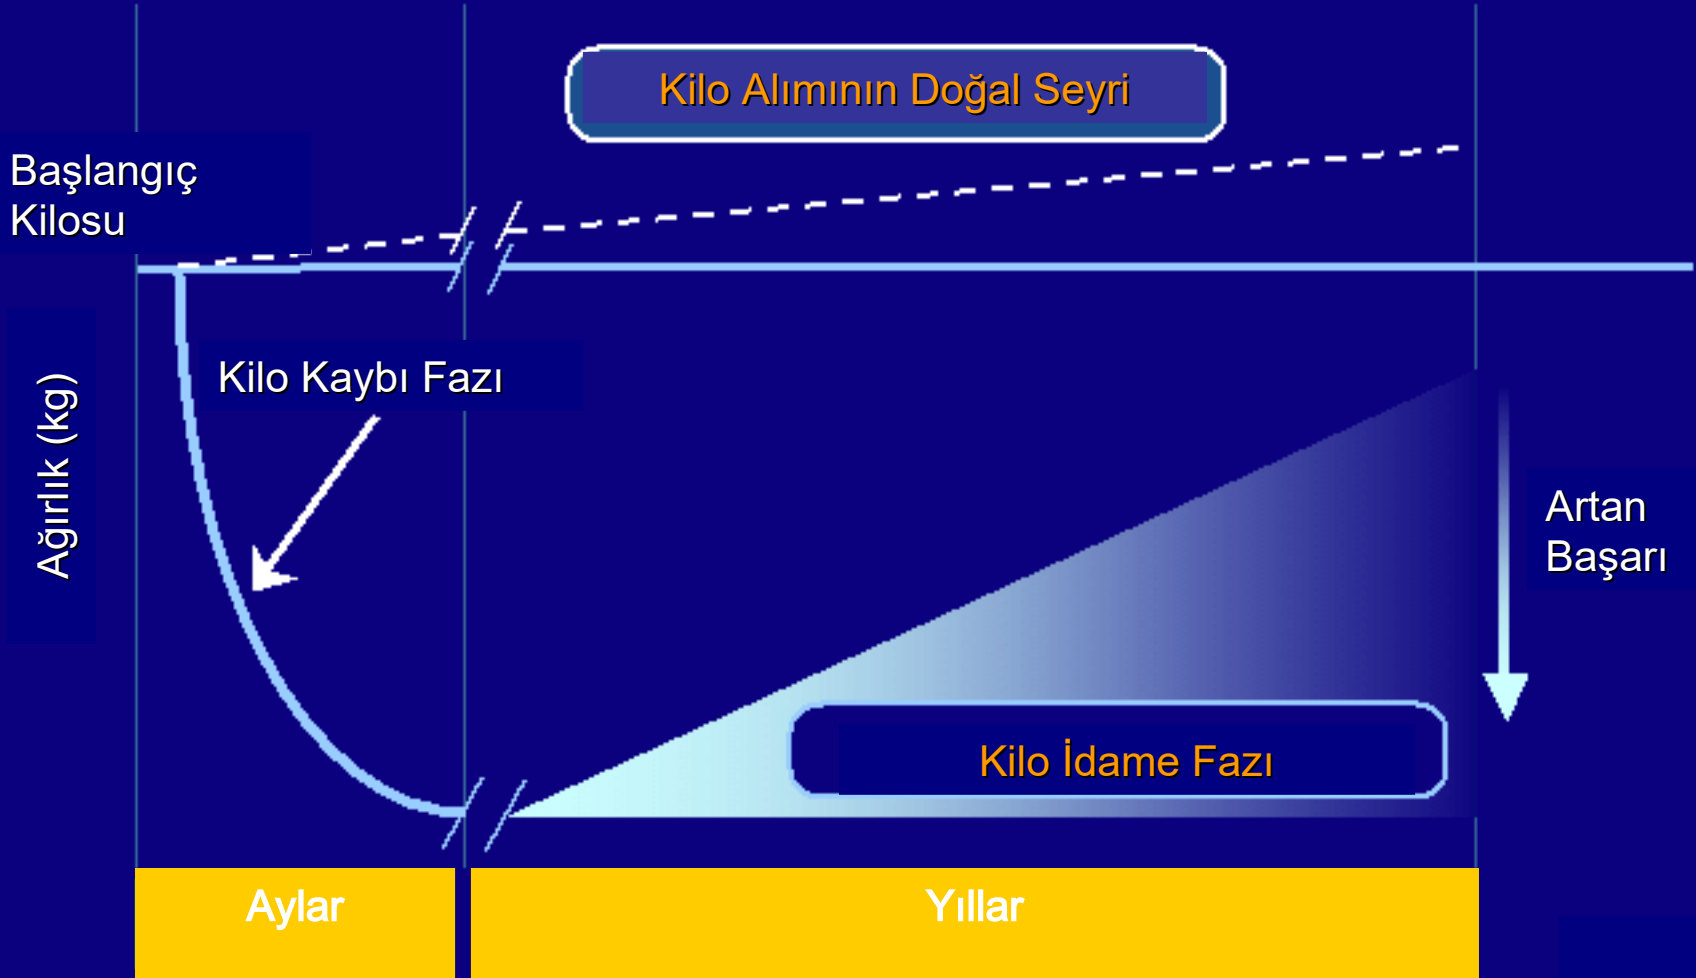 Kilo Alımının Doğal Seyri
Başlangıç
Kilosu
Kilo Kaybı Fazı
Ağırlık (kg)
Artan
Başarı
Kilo İdame Fazı
Aylar
Yıllar